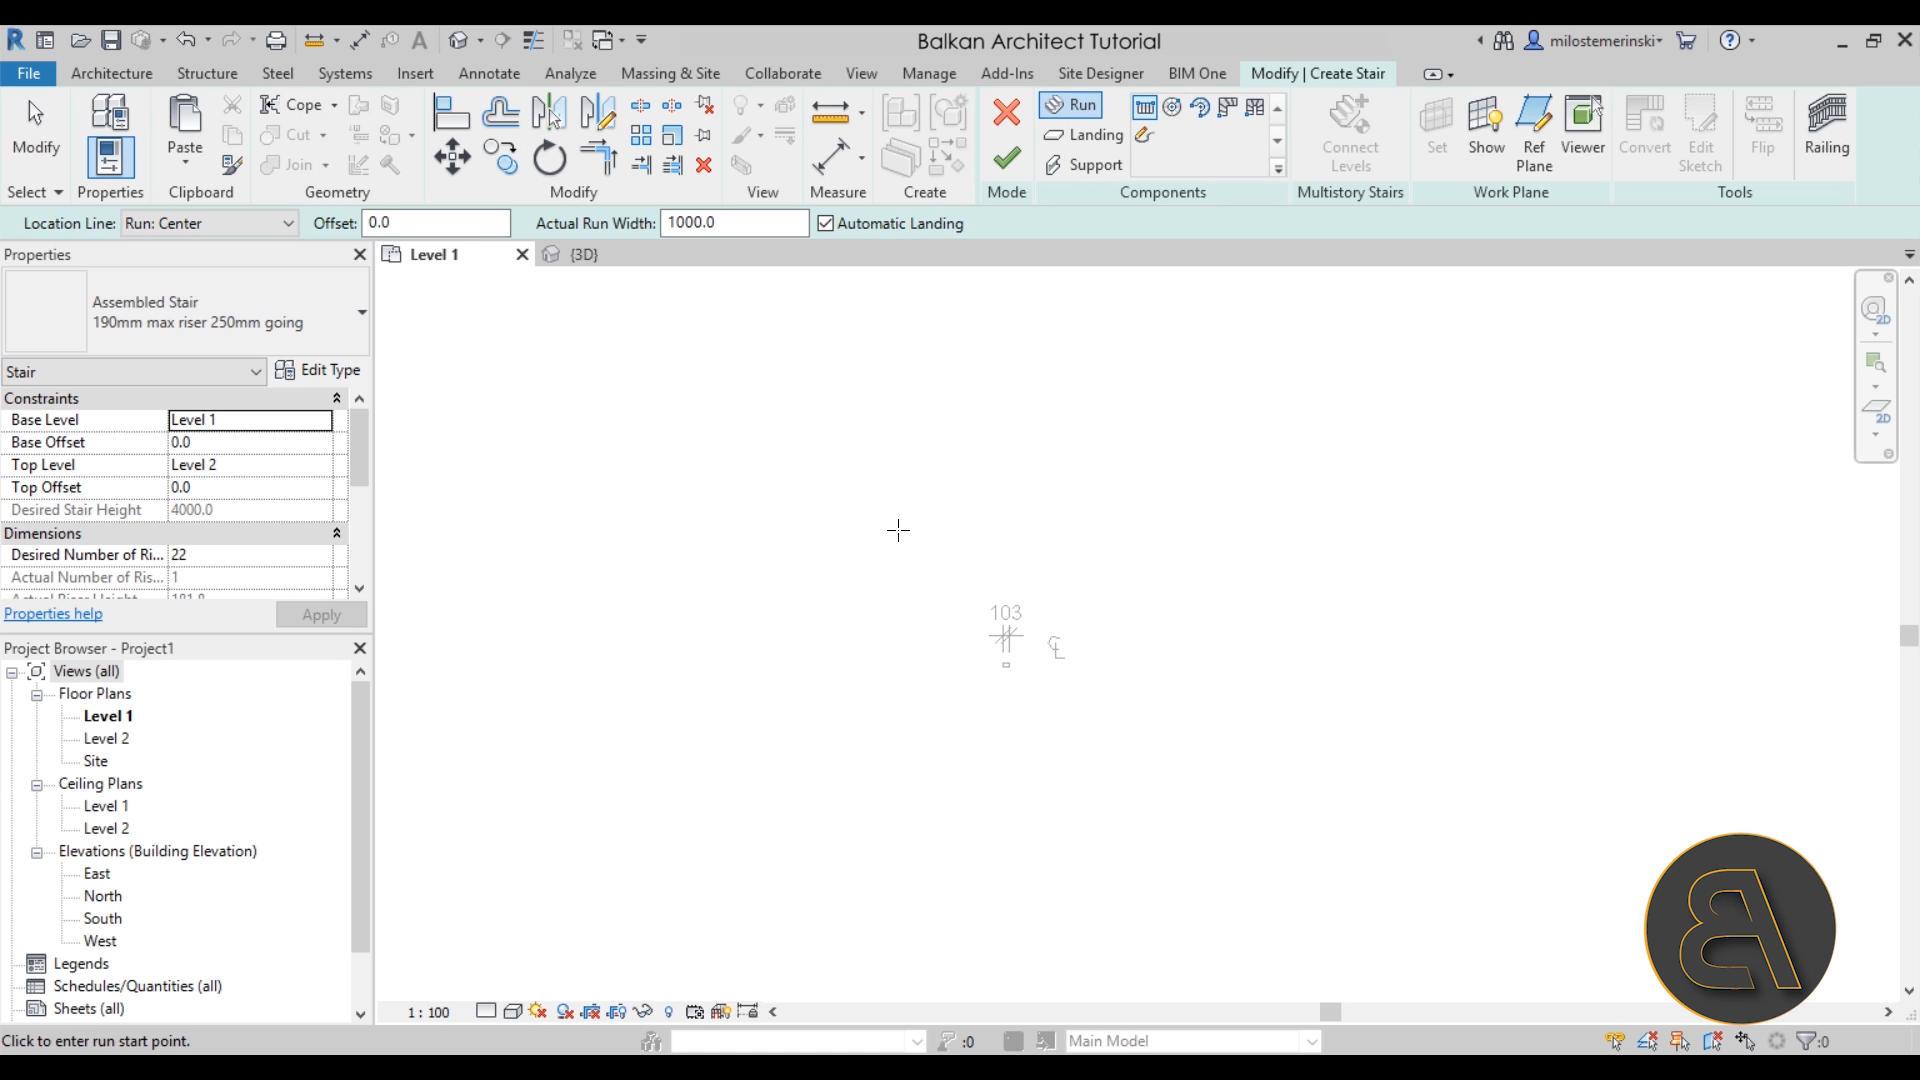 Balkan Architect Tutorial
milostemerinski
File Architecture Structure Steel Systems Insert Annotate Analyze Massing & Site Collaborate View Manage Add-Ins Site Designer BIM One Modify | Create Stair
Modify
Select
Properties
Paste
Clipboard
Cope
Cut
Join
Geometry
Modify
View
Measure
Create
Mode
Run
Landing
Support
Components
Connect Levels
Multistory Stairs
Set
Show
Ref Plane
Viewer
Work Plane
Convert
Edit Sketch
Flip
Tools
Railing
Location Line: Run: Center Offset: 0.0 Actual Run Width: 1000.0 Automatic Landing
Properties
Level 1 {3D}
Assembled Stair
190mm max riser 250mm going
Stair Edit Type
Constraints
Base Level Level 1
Base Offset 0.0
Top Level Level 2
Top Offset 0.0
Desired Stair Height 4000.0
Dimensions
Desired Number of Ri... 22
Actual Number of Ris... 1
Actual Riser Height 181.8
Properties help Apply
103
2D
2D
Project Browser - Project1
Views (all)
Floor Plans
Level 1
Level 2
Site
Ceiling Plans
Level 1
Level 2
Elevations (Building Elevation)
East
North
South
West
Legends
Schedules/Quantities (all)
Sheets (all)
1 : 100
Click to enter run start point.
:0
Main Model
:0
B